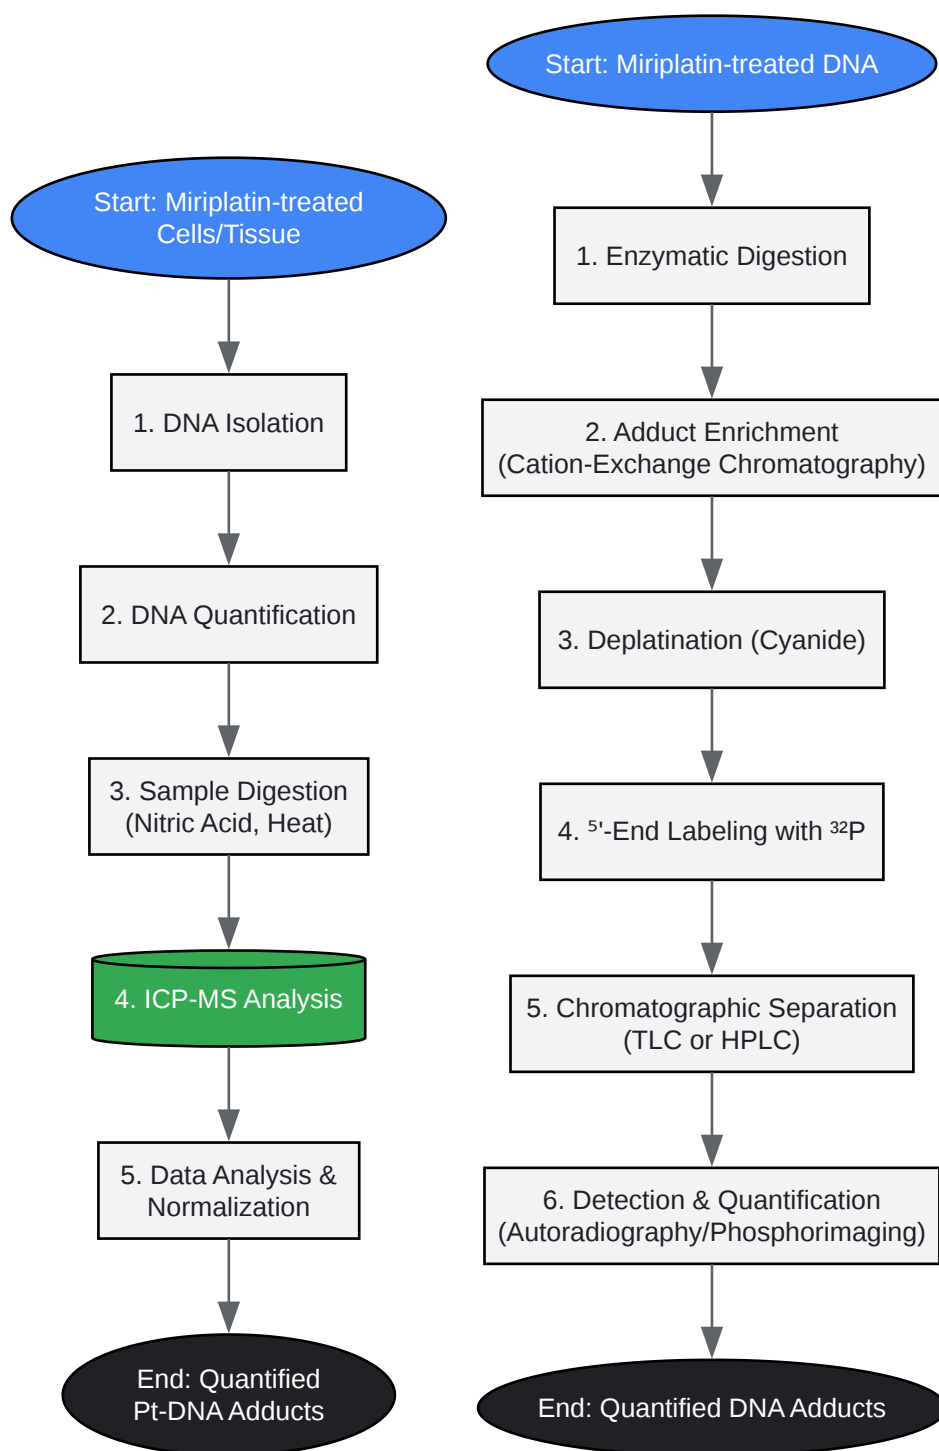 Start: Miriplatin-treated
Cells/Tissue
1. DNA Isolation
2. DNA Quantification
3. Sample Digestion
(Nitric Acid, Heat)
4. ICP-MS Analysis
5. Data Analysis &
Normalization
End: Quantified
Pt-DNA Adducts
Start: Miriplatin-treated DNA
1. Enzymatic Digestion
2. Adduct Enrichment
(Cation-Exchange Chromatography)
3. Deplatination (Cyanide)
4. ⁵'-End Labeling with ³²P
5. Chromatographic Separation
(TLC or HPLC)
6. Detection & Quantification
(Autoradiography/Phosphorimaging)
End: Quantified DNA Adducts